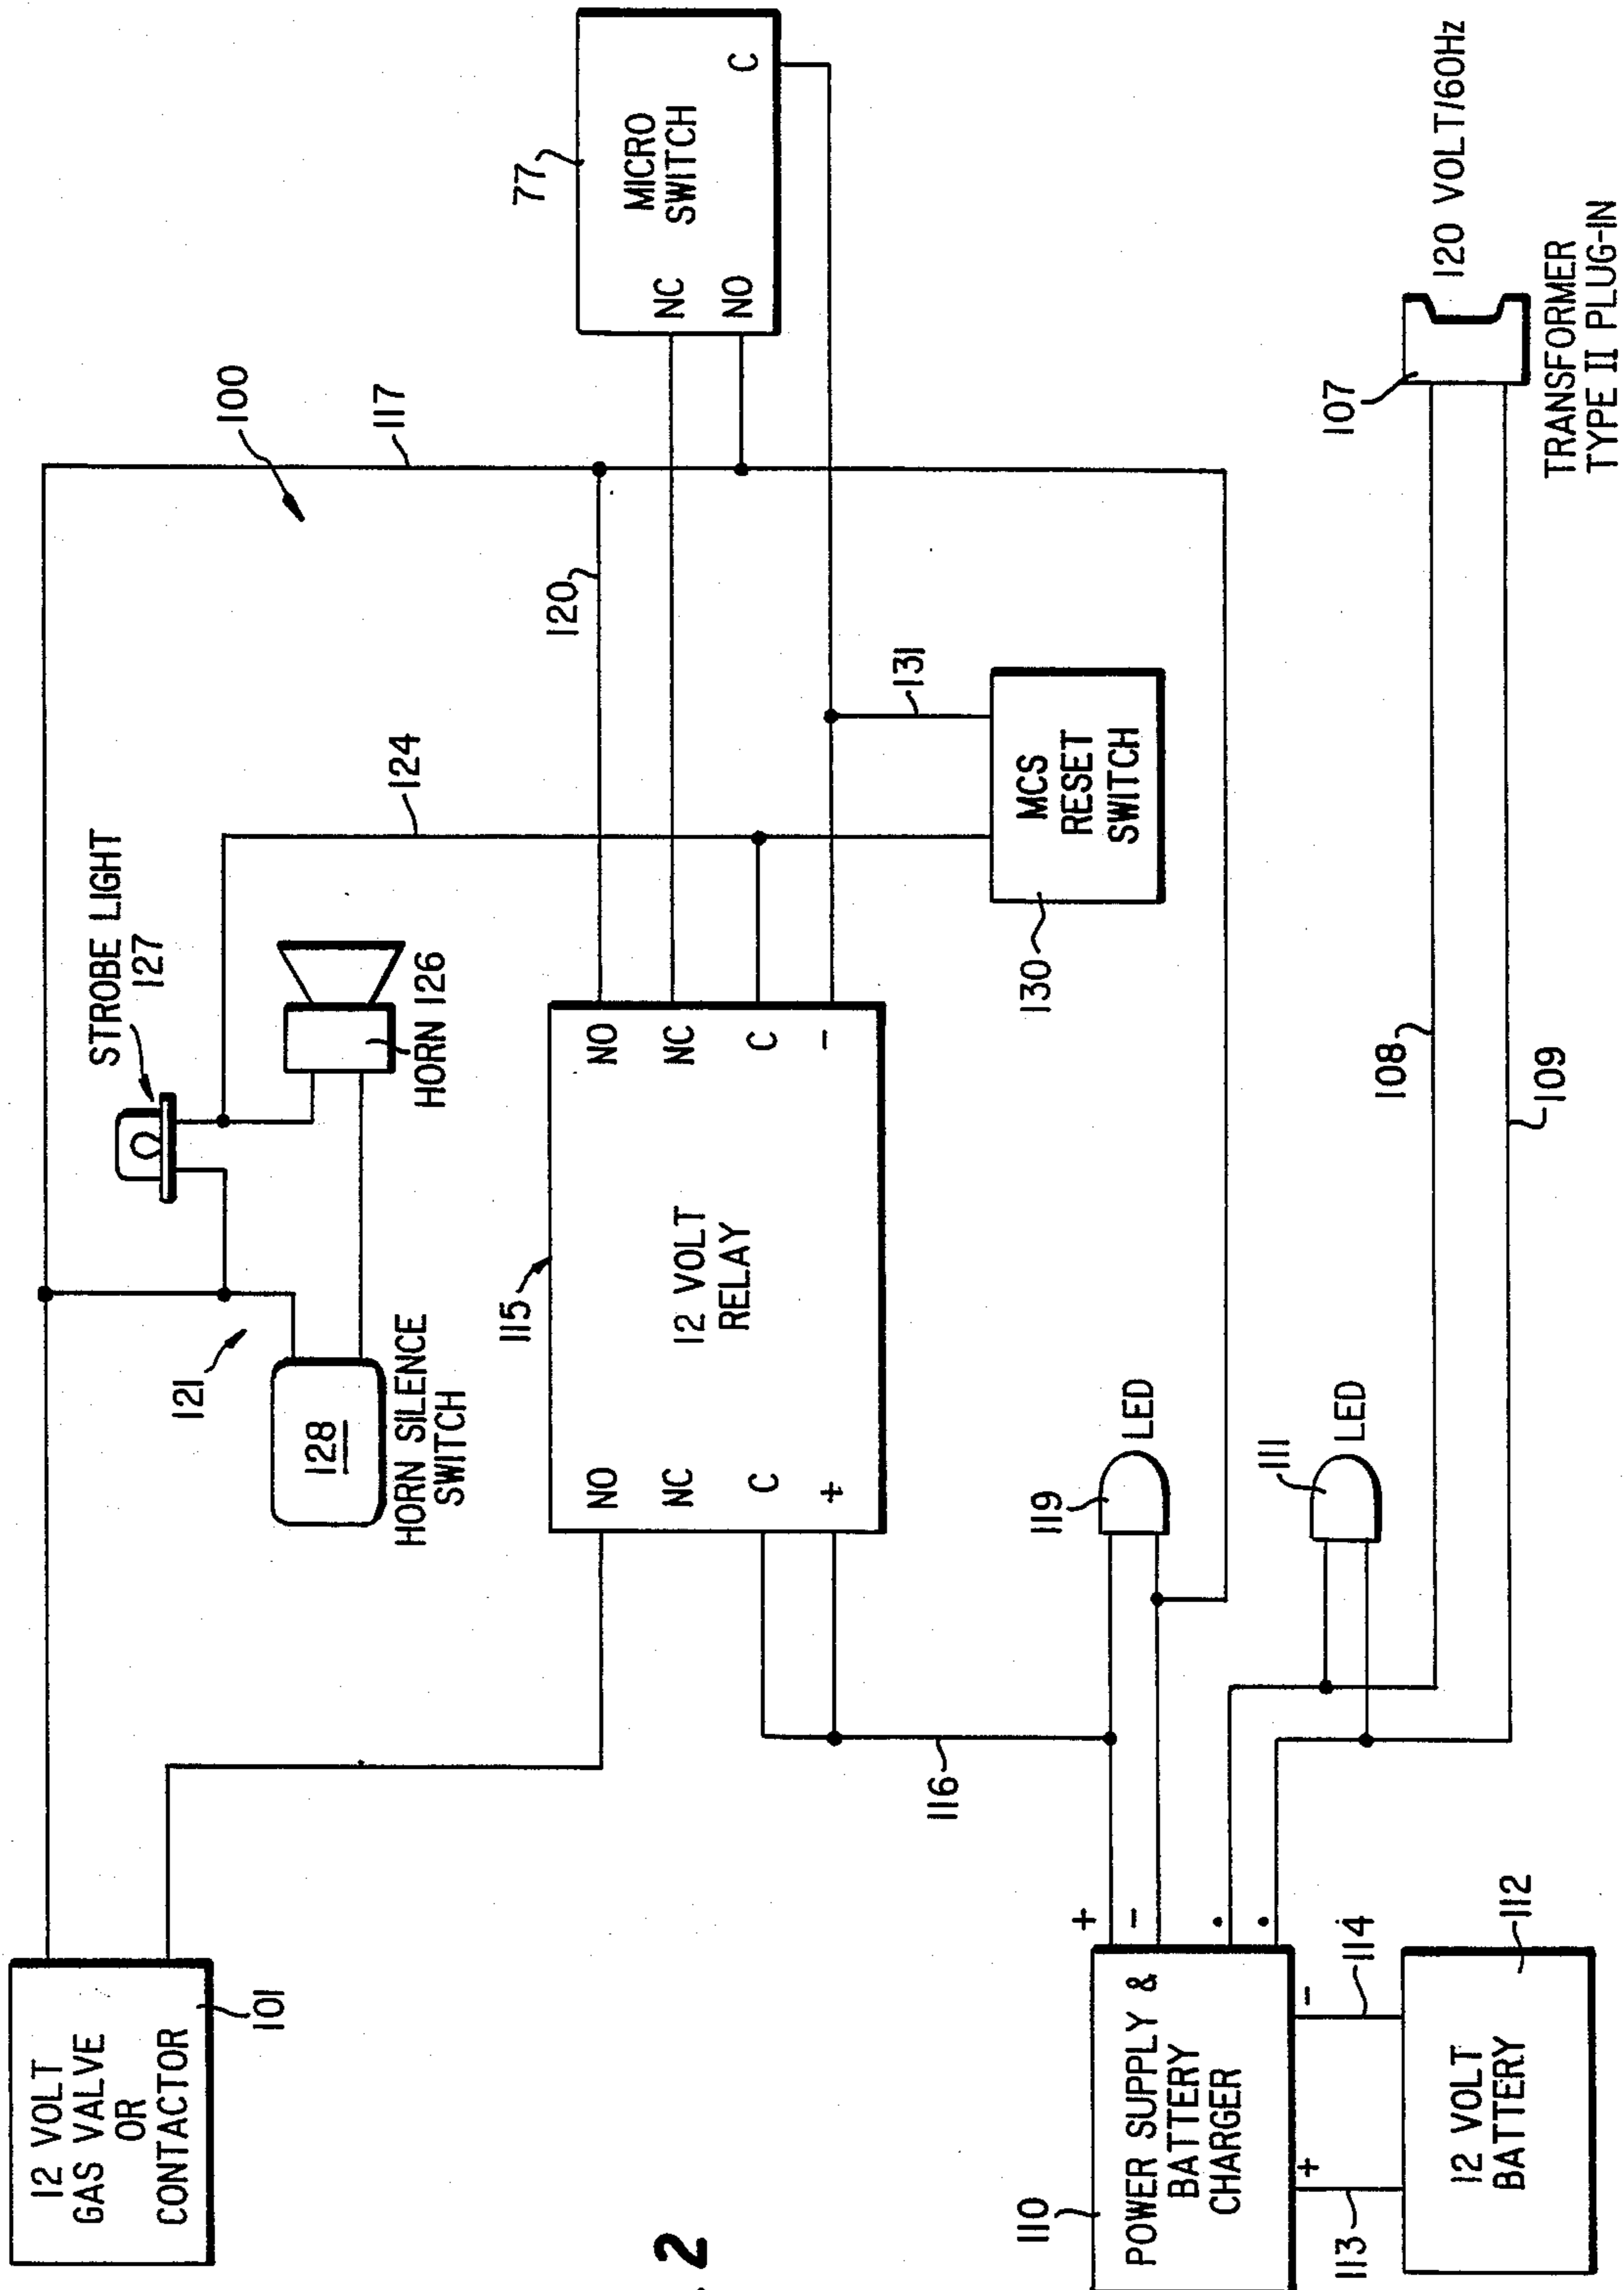 12 VOLT
GAS VALVE
OR
CONTACTOR
101
121
128
HORN SILENCE
SWITCH
STROBE LIGHT
127
HORN 126
124
100
117
115
12 VOLT
RELAY
NO
NC
C
+
NO
NC
C
-
120
77
MICRO
SWITCH
NC
NO
C
131
MCS
RESET
SWITCH
130
116
119
LED
111
LED
+
-
110
POWER SUPPLY &
BATTERY
CHARGER
+
-
113
114
12 VOLT
BATTERY
112
108
109
107
120 VOLT/60Hz
TRANSFORMER
TYPE II PLUG-IN
. 2